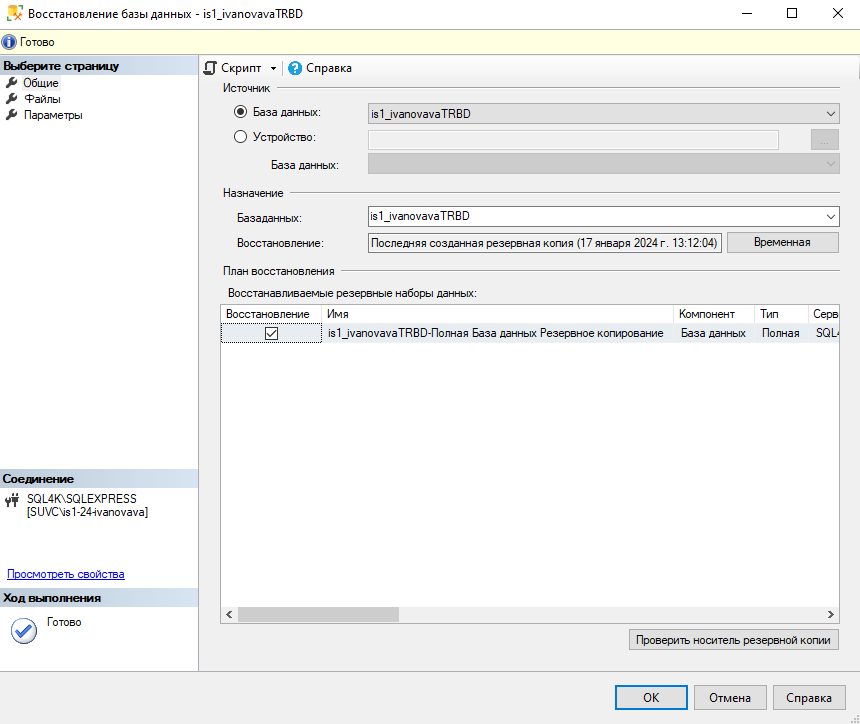 Восстановление базы данных - is1_ivanovavaTRBD
Готово
Выберите страницу
Общие
Файлы
Параметры
Скрипт
Справка
Источник
База данных:
is1_ivanovavaTRBD
Устройство:
...
База данных:
Назначение
Базаданных:
is1_ivanovavaTRBD
Восстановление:
Последняя созданная резервная копия (17 января 2024 г. 13:12:04)
Временная
План восстановления
Восстанавливаемые резервные наборы данных:
Восстановление Имя Компонент Тип Серв
is1_ivanovavaTRBD-Полная База данных Резервное копирование База данных Полная SQL4
Соединение
SQL4K\SQLEXPRESS
[SUVC\is1-24-ivanovava]
Просмотреть свойства
Ход выполнения
Готово
Проверить носитель резервной копии
ОК Отмена Справка